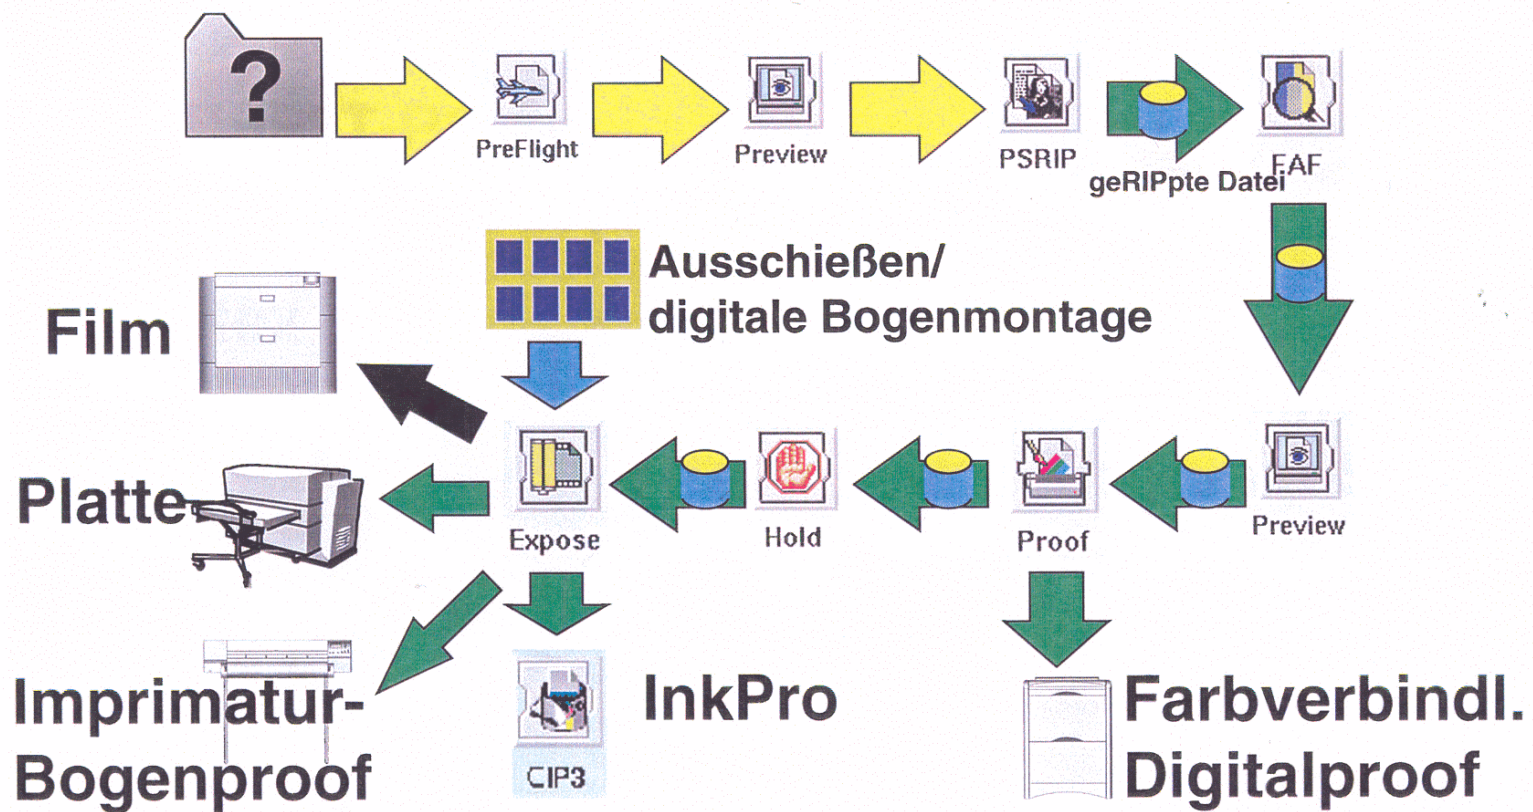 ?
PreFlight
Preview
PSRIP
geRIPpte Datei
FAF
Ausschießen/
digitale Bogenmontage
Film
Platte
Expose
Hold
Proof
Preview
Imprimatur-
Bogenproof
CIP3
InkPro
Farbverbindl.
Digitalproof